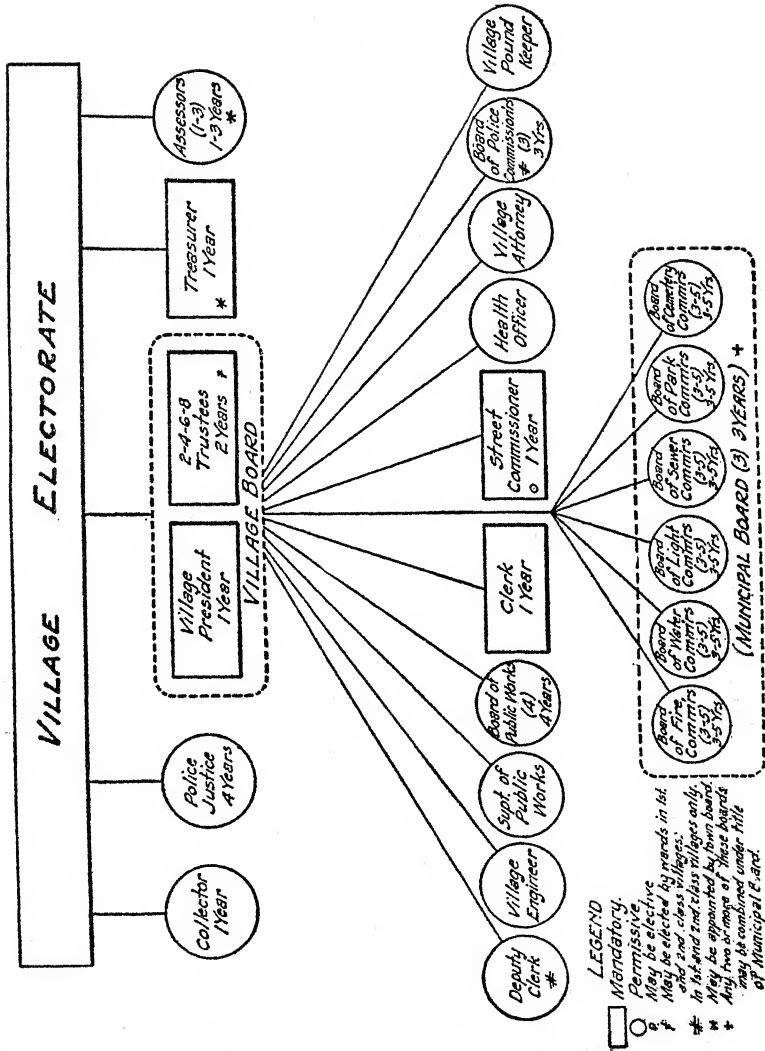 VILLAGE ELECTORATE
Collector
1 Year
Police
Justice
4 Years
Village
President
1 Year
2-4-6-8
Trustees
2 Years
VILLAGE BOARD
Treasurer
1 Year
*
Assessors
(1-3)
1-3 Years
*
Deputy
Clerk
#
Village
Engineer
Supt. of
Public
Works
Board of
Public Works
(4)
4 Years
Clerk
1 Year
Street
Commissioner
o 1 Year
Health
Officer
Village
Attorney
Board
of Police
Commission'rs
# (3)
3 Yrs.
Village
Pound
Keeper
Board
of Fire
Commirs
(3-5)
3-5 Yrs
Board
of Water
Commirs
(3-5)
3-5 Yrs
Board
of Light
Commirs
(3-5)
3-5 Yrs
Board
of Sewer
Commirs
(3-5)
3-5 Yrs
Board
of Park
Commirs
(3-5)
3-5 Yrs
Board
of Cemetery
Commirs
(3-5)
3-5 Yrs
(MUNICIPAL BOARD (3) 3 YEARS) +
LEGEND
Mandatory.
Permissive
May be elective
May be elected by wards in 1st.
and 2nd. class villages.
# In 1st. and 2nd. class villages only.
* May be appointed by town board.
+ Any two or more of these boards
may be combined under title
of Municipal Board.